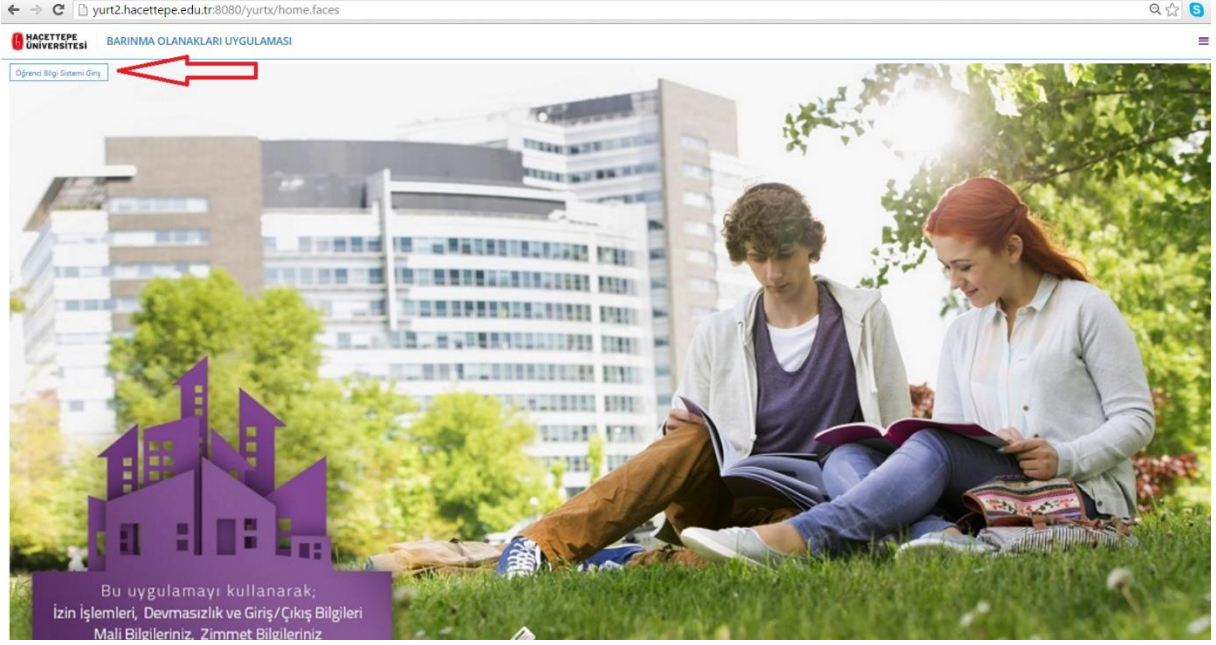 yurt2.hacettepe.edu.tr:8080/yurtx/home.faces
HACETTEPE
ÜNİVERSİTESİ
BARINMA OLANAKLARI UYGULAMASI
Öğrenci Bilgi Sistemi Giriş
Bu uygulamayı kullanarak;
İzin İşlemleri, Devmasızlık ve Giriş/Çıkış Bilgileri
Mali Bilgileriniz, Zimmet Bilgileriniz